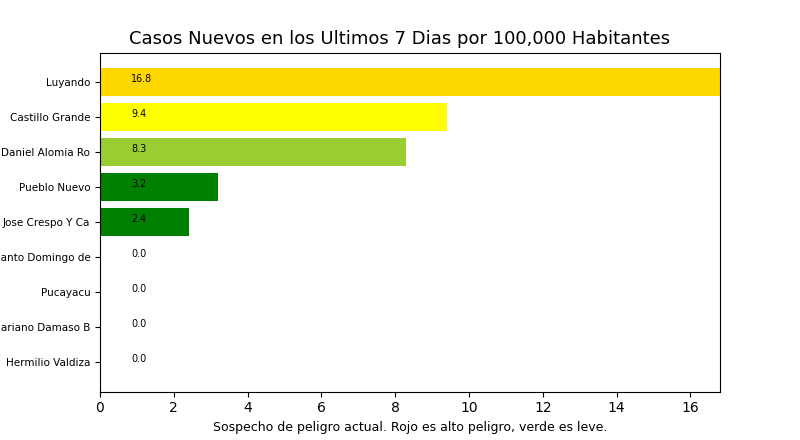 Casos Nuevos en los Ultimos 7 Dias por 100,000 Habitantes
Luyando 16.8
Castillo Grande 9.4
Daniel Alomia Ro 8.3
Pueblo Nuevo 3.2
Jose Crespo Y Ca 2.4
anto Domingo de 0.0
Pucayacu 0.0
ariano Damaso B 0.0
Hermilio Valdiza 0.0
0 2 4 6 8 10 12 14 16
Sospecho de peligro actual. Rojo es alto peligro, verde es leve.